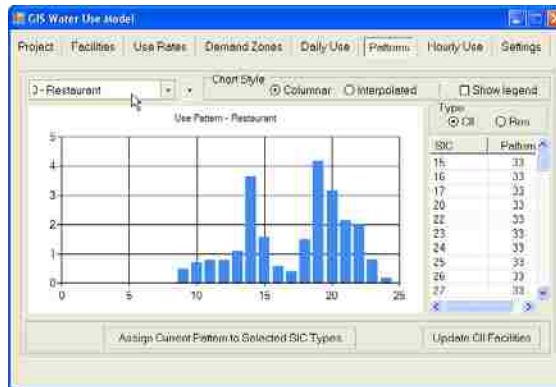 GIS Water Use Model
Project Facilities Use Rates Demand Zones Daily Use Patterns Hourly Use Settings
0 - Restaurant
Chart Style
Columnar Interpolated
Show legend
Use Pattern - Restaurant
5
4
3
2
1
0
0 5 10 15 20 25
Type
CII Res
SIC Pattern
15 33
16 33
17 33
20 33
22 33
23 33
24 33
25 33
26 33
27 33
Assign Current Pattern to Selected SIC Types
Update CII Facilities